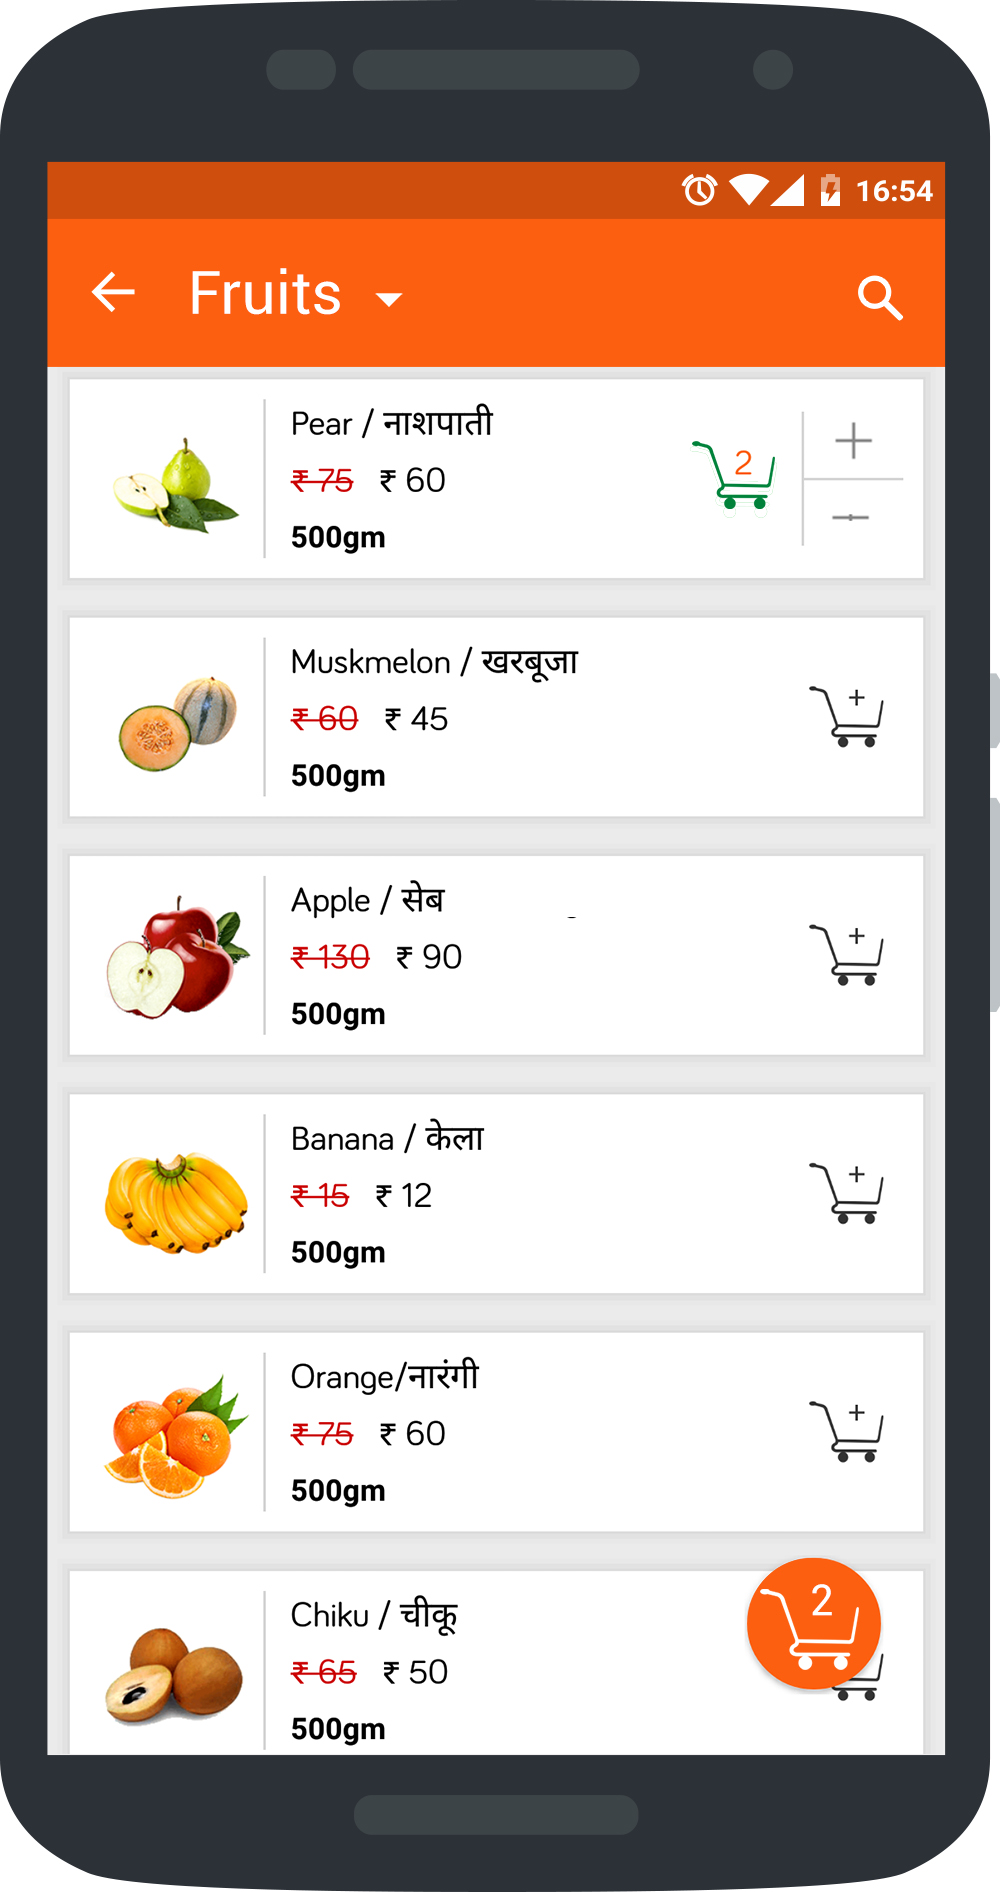 16:54
Fruits
Pear / नाशपाती
₹ 75 ₹ 60
500gm
2
Muskmelon / खरबूजा
₹ 60 ₹ 45
500gm
Apple / सेब
₹ 130 ₹ 90
500gm
Banana / केला
₹ 15 ₹ 12
500gm
Orange/नारंगी
₹ 75 ₹ 60
500gm
Chiku / चीकू
₹ 65 ₹ 50
500gm
2